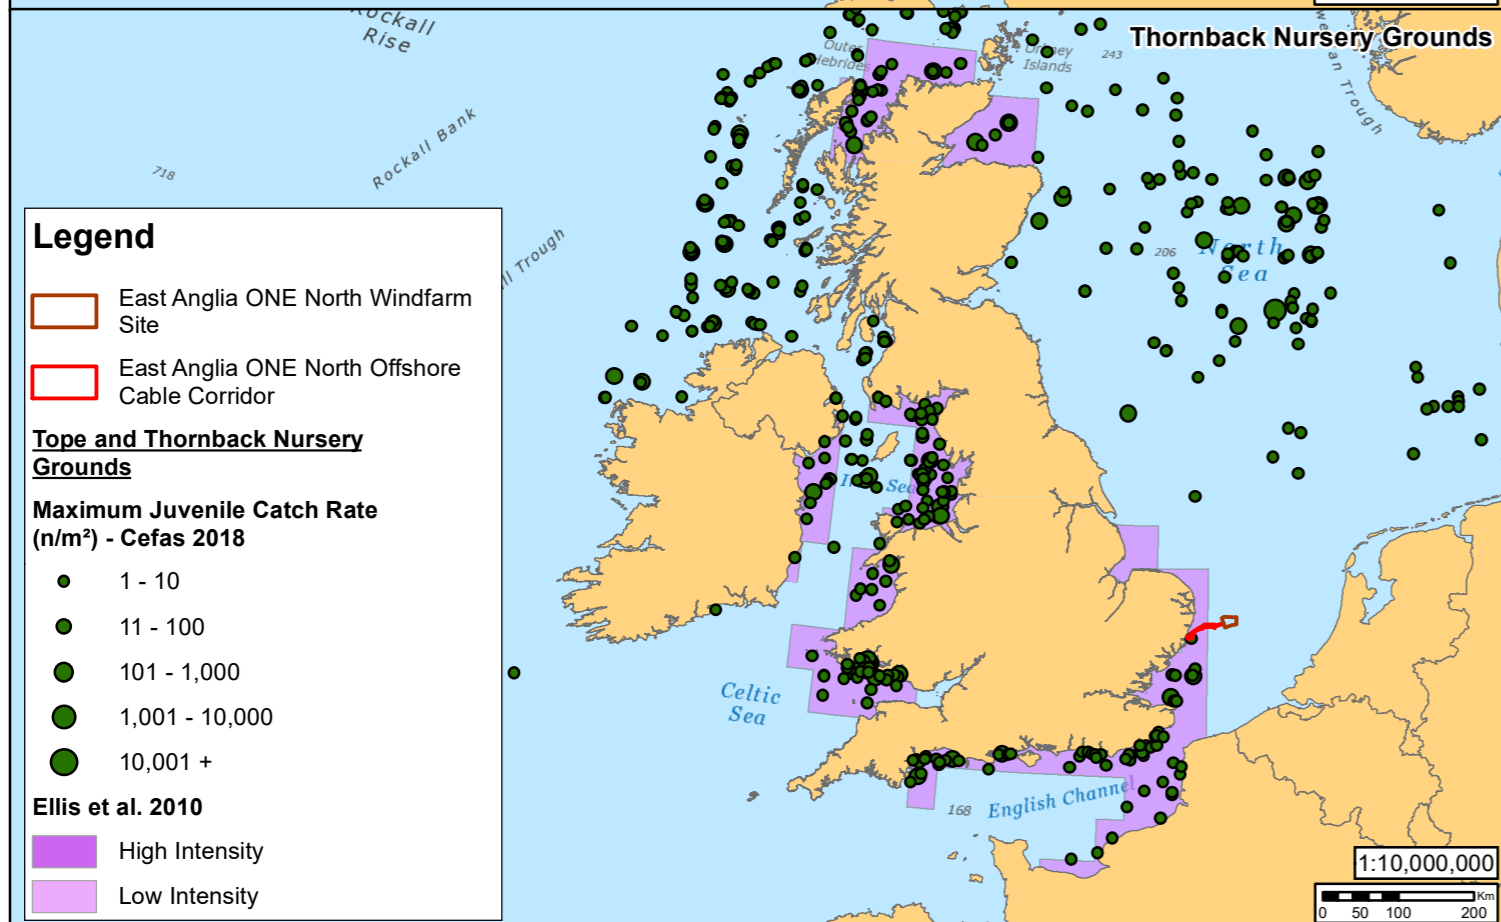 Rockall
Rise
Thornback Nursery Grounds
Outer
Hebrides
Orkney
Islands
243
Trough
Rockall Bank
718
Legend
East Anglia ONE North Windfarm
Site
East Anglia ONE North Offshore
Cable Corridor
Tope and Thornback Nursery
Grounds
Maximum Juvenile Catch Rate
(n/m²) - Cefas 2018
1 - 10
11 - 100
101 - 1,000
1,001 - 10,000
10,001 +
Ellis et al. 2010
High Intensity
Low Intensity
Trough
206
North
Sea
Sea
Celtic
Sea
168
English Channel
1:10,000,000
Km
0 50 100 200